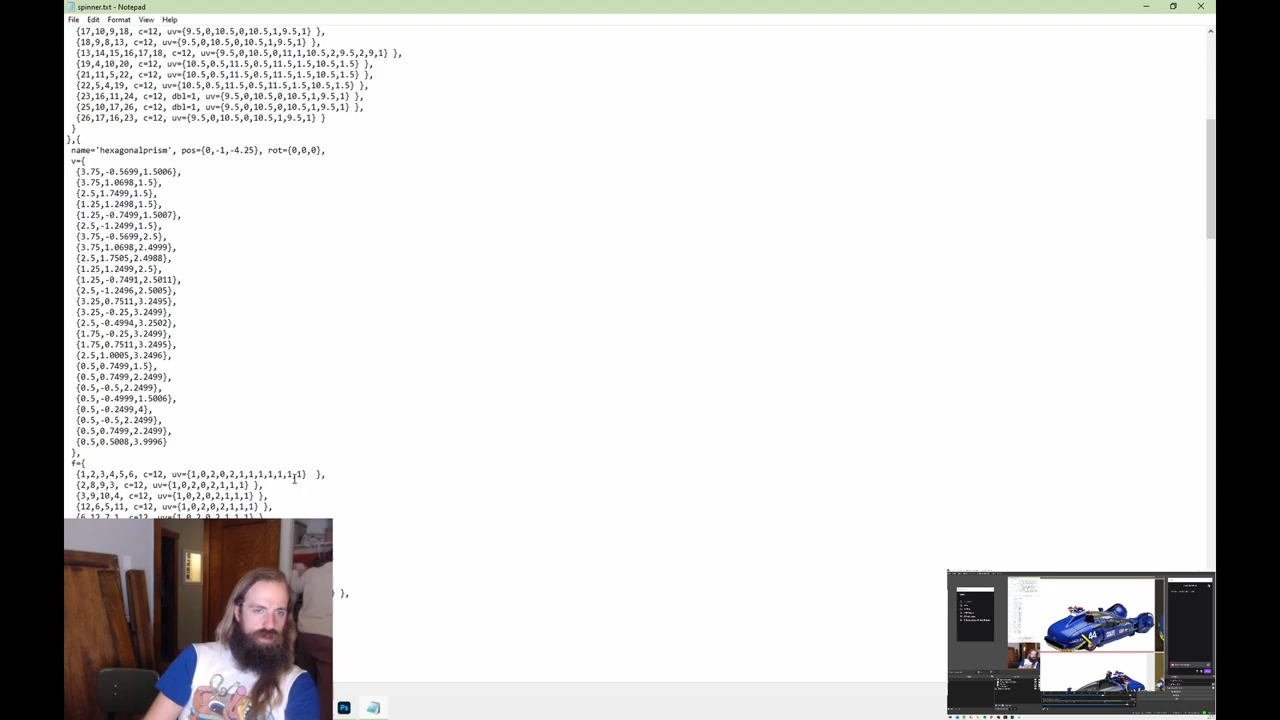 spinner.txt - Notepad
File Edit Format View Help
{17,10,9,18, c=12, uv={9.5,0,10.5,0,10.5,1,9.5,1} },
{18,9,8,13, c=12, uv={9.5,0,10.5,0,10.5,1,9.5,1} },
{13,14,15,16,17,18, c=12, uv={9.5,0,10.5,0,11,1,10.5,2,9.5,2,9,1} },
{19,4,10,20, c=12, uv={10.5,0.5,11.5,0.5,11.5,1.5,10.5,1.5} },
{21,11,5,22, c=12, uv={10.5,0.5,11.5,0.5,11.5,1.5,10.5,1.5} },
{22,5,4,19, c=12, uv={10.5,0.5,11.5,0.5,11.5,1.5,10.5,1.5} },
{23,16,11,24, c=12, dbl=1, uv={9.5,0,10.5,0,10.5,1,9.5,1} },
{25,10,17,26, c=12, dbl=1, uv={9.5,0,10.5,0,10.5,1,9.5,1} },
{26,17,16,23, c=12, uv={9.5,0,10.5,0,10.5,1,9.5,1} }
}
},{
name='hexagonalprism', pos={0,-1,-4.25}, rot={0,0,0},
v={
{3.75,-0.5699,1.5006},
{3.75,1.0698,1.5},
{2.5,1.7499,1.5},
{1.25,1.2498,1.5},
{1.25,-0.7499,1.5007},
{2.5,-1.2499,1.5},
{3.75,-0.5699,2.5},
{3.75,1.0698,2.4999},
{2.5,1.7505,2.4988},
{1.25,1.2499,2.5},
{1.25,-0.7491,2.5011},
{2.5,-1.2496,2.5005},
{3.25,0.7511,3.2495},
{3.25,-0.25,3.2499},
{2.5,-0.4994,3.2502},
{1.75,-0.25,3.2499},
{1.75,0.7511,3.2495},
{2.5,1.0005,3.2496},
{0.5,0.7499,1.5},
{0.5,0.7499,2.2499},
{0.5,-0.5,2.2499},
{0.5,-0.4999,1.5006},
{0.5,-0.2499,4},
{0.5,-0.5,2.2499},
{0.5,0.7499,2.2499},
{0.5,0.5008,3.9996}
},
f={
{1,2,3,4,5,6, c=12, uv={1,0,2,0,2,1,1,1,1,1,1,1} },
{2,8,9,3, c=12, uv={1,0,2,0,2,1,1,1} },
{3,9,10,4, c=12, uv={1,0,2,0,2,1,1,1} },
{12,6,5,11, c=12, uv={1,0,2,0,2,1,1,1} },
{6,12,7,1, c=12, uv={1,0,2,0,2,1,1,1} },
},
44